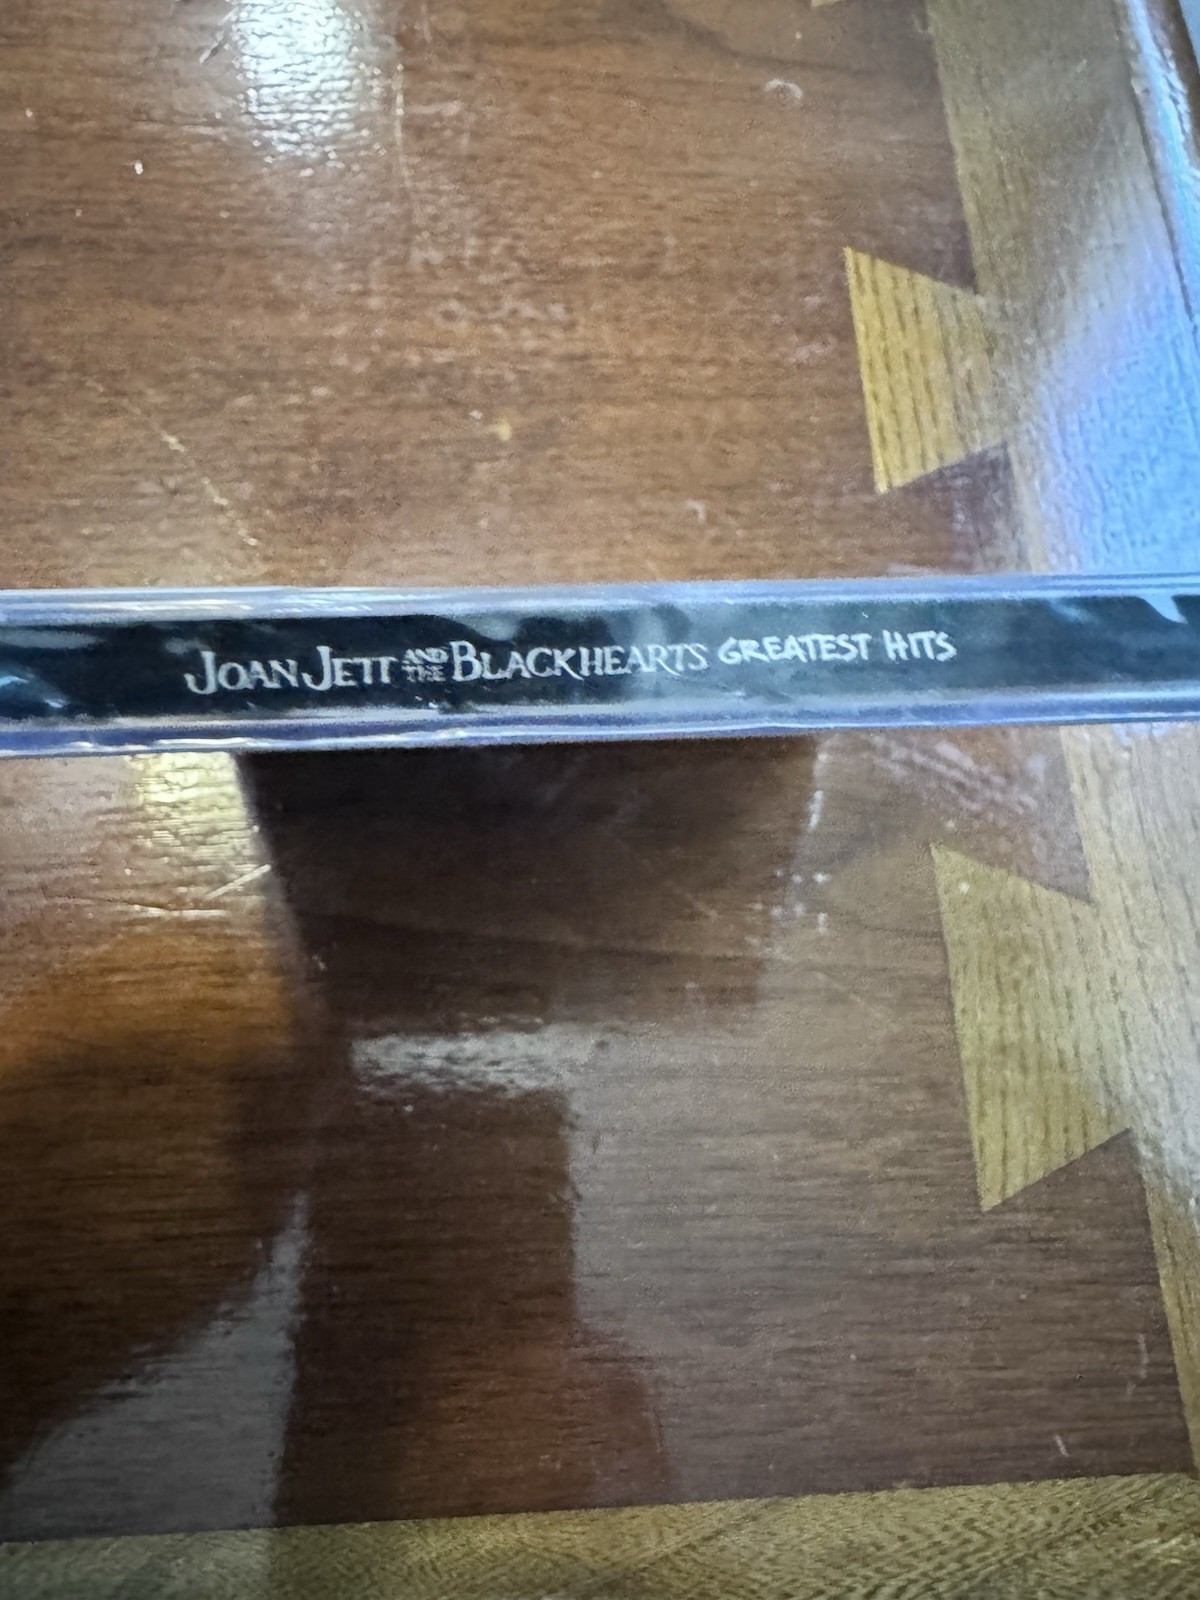 JOAN JETT AND THE BLACKHEARTS GREATEST HITS